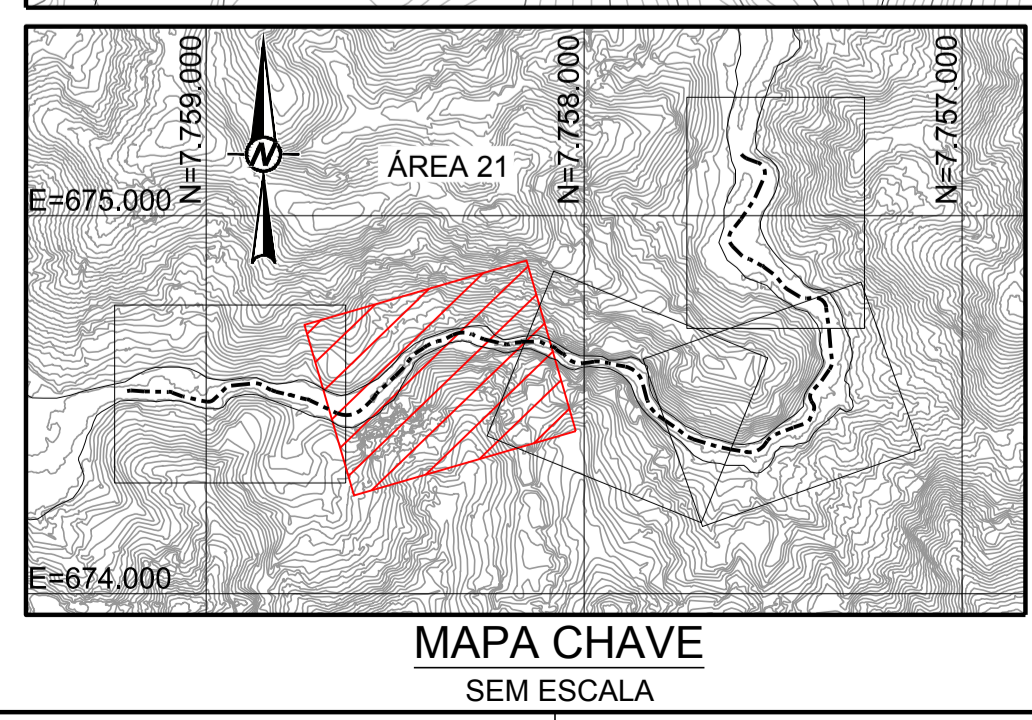 N=7.759.000
N=7.758.000
N=7.757.000
N
ÁREA 21
E=675.000
E=674.000
MAPA CHAVE
SEM ESCALA